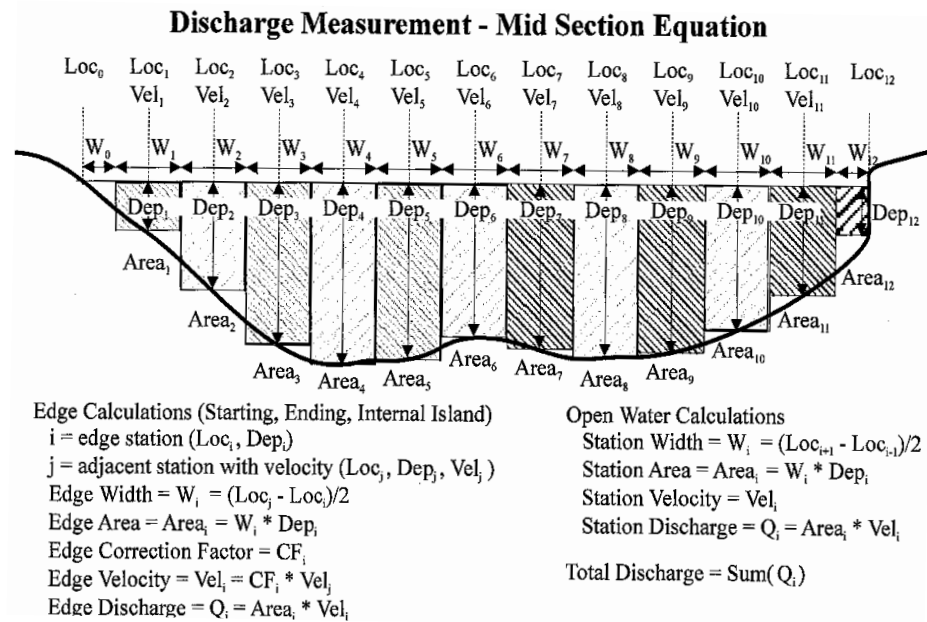 Discharge Measurement - Mid Section Equation
Loc₀ Loc₁ Loc₂ Loc₃ Loc₄ Loc₅ Loc₆ Loc₇ Loc₈ Loc₉ Loc₁₀ Loc₁₁ Loc₁₂
Vel₁ Vel₂ Vel₃ Vel₄ Vel₅ Vel₆ Vel₇ Vel₈ Vel₉ Vel₁₀ Vel₁₁
W₀ W₁ W₂ W₃ W₄ W₅ W₆ W₇ W₈ W₉ W₁₀ W₁₁ W₁₂
Dep₁ Dep₂ Dep₃ Dep₄ Dep₅ Dep₆ Dep₇ Dep₈ Dep₉ Dep₁₀ Dep₁₁ Dep₁₂
Area₁ Area₂ Area₃ Area₄ Area₅ Area₆ Area₇ Area₈ Area₉ Area₁₀ Area₁₁ Area₁₂
Edge Calculations (Starting, Ending, Internal Island)
i = edge station (Locᵢ, Depᵢ)
j = adjacent station with velocity (Locⱼ, Depⱼ, Velⱼ)
Edge Width = Wᵢ = (Locⱼ - Locᵢ)/2
Edge Area = Areaᵢ = Wᵢ * Depᵢ
Edge Correction Factor = CFᵢ
Edge Velocity = Velᵢ = CFᵢ * Velⱼ
Edge Discharge = Qᵢ = Areaᵢ * Velᵢ
Open Water Calculations
Station Width = Wᵢ = (Locᵢ₊₁ - Locᵢ₋₁)/2
Station Area = Areaᵢ = Wᵢ * Depᵢ
Station Velocity = Velᵢ
Station Discharge = Qᵢ = Areaᵢ * Velᵢ
Total Discharge = Sum(Qᵢ)